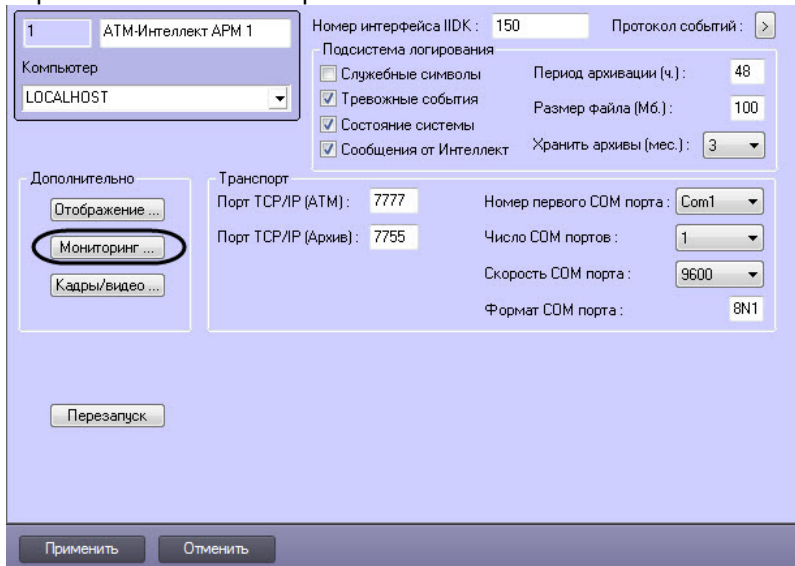 1 АТМ-Интеллект АРМ 1
Компьютер
LOCALHOST
Номер интерфейса IIDK : 150 Протокол событий : >
Подсистема логирования
Служебные символы
Тревожные события
Состояние системы
Сообщения от Интеллект
Период архивации (ч.) : 48
Размер файла (Мб.) : 100
Хранить архивы (мес.) : 3
Дополнительно
Отображение ...
Мониторинг ...
Кадры/видео ...
Транспорт
Порт TCP/IP (ATM) : 7777
Порт TCP/IP (Архив) : 7755
Номер первого COM порта : Com1
Число COM портов : 1
Скорость COM порта : 9600
Формат COM порта : 8N1
Перезапуск
Применить Отменить